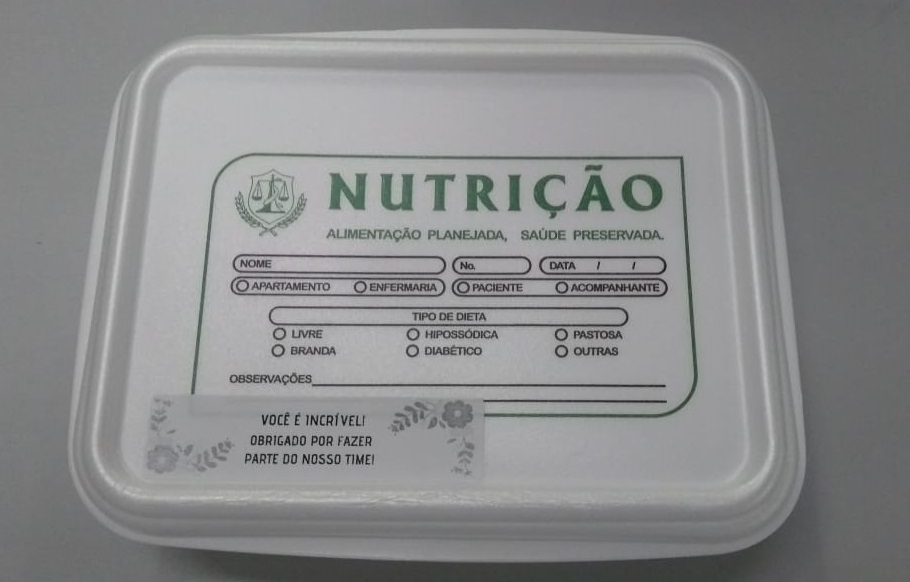 NUTRIÇÃO
ALIMENTAÇÃO PLANEJADA, SAÚDE PRESERVADA.
NOME No. DATA / /
APARTAMENTO ENFERMARIA PACIENTE ACOMPANHANTE
TIPO DE DIETA
LIVRE HIPOSSÓDICA PASTOSA
BRANDA DIABÉTICO OUTRAS
OBSERVAÇÕES
VOCÊ É INCRÍVEL!
OBRIGADO POR FAZER
PARTE DO NOSSO TIME!